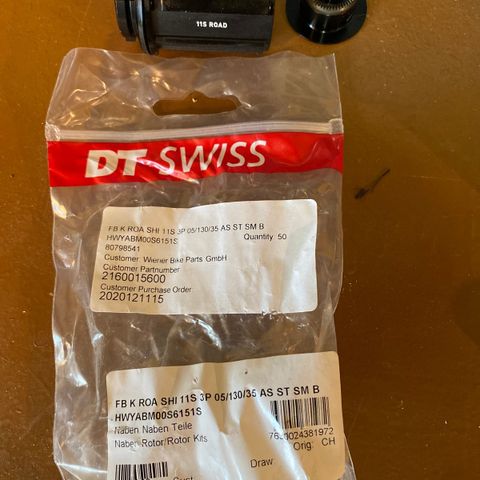 11S ROAD
DT SWISS
FB K ROA SHI 11S 3P 05/130/35 AS ST SM B
HWYABM00S6151S Quantity: 50
80798541
Customer: Wiener Bike Parts GmbH
Customer Partnumber
2160015600
Customer Purchase Order:
2020121115
FB K ROA SHI 11S 3P 05/130/35 AS ST SM B
HWYABM00S6151S
Naben Naben Teile
Naben Rotor/Rotor Kits
7630024381972
Orig: CH
Draw:
Cust